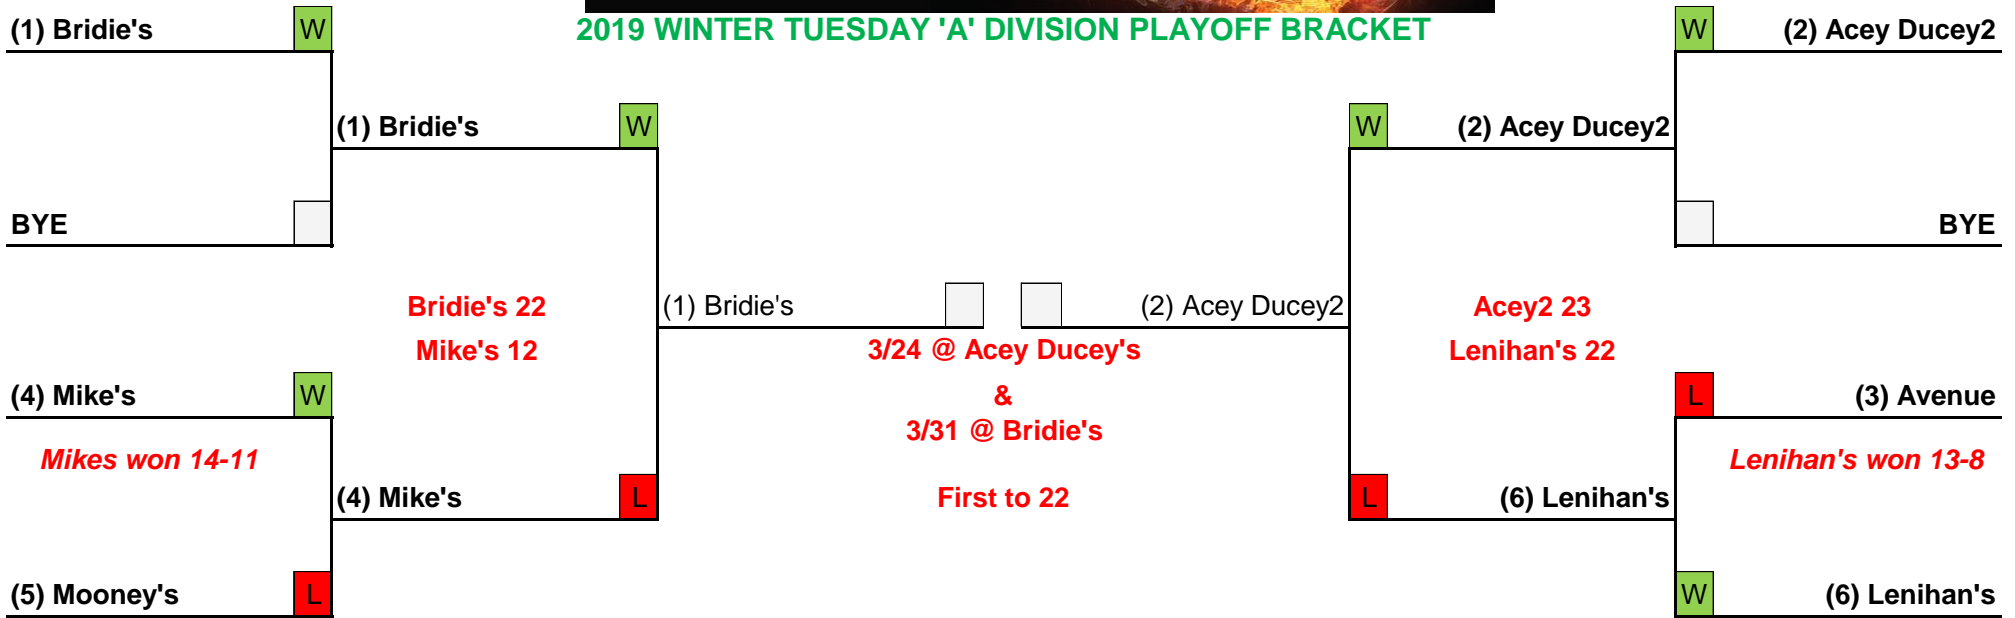 2019 WINTER TUESDAY 'A' DIVISION PLAYOFF BRACKET
(1) Bridie's W
W (2) Acey Ducey2
(1) Bridie's W
W (2) Acey Ducey2
BYE
BYE
Bridie's 22
Mike's 12
(1) Bridie's
(2) Acey Ducey2
Acey2 23
Lenihan's 22
3/24 @ Acey Ducey's
&
3/31 @ Bridie's
First to 22
(4) Mike's W
L (3) Avenue
Mikes won 14-11
Lenihan's won 13-8
(4) Mike's L
L (6) Lenihan's
(5) Mooney's L
W (6) Lenihan's